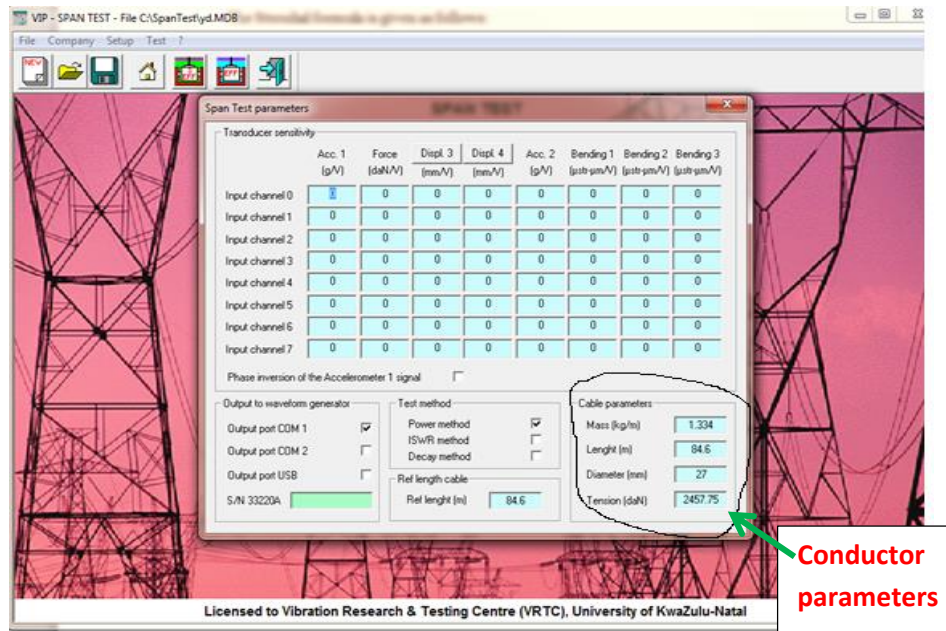 VIP - SPAN TEST - File C:\SpanTest\yd.MDB
File Company Setup Test ?
NEW
EFF
EFF
Span Test parameters
Transducer sensitivity
Acc. 1 Force Displ. 3 Displ. 4 Acc. 2 Bending 1 Bending 2 Bending 3
(g/V) (daN/V) (mm/V) (mm/V) (g/V) (µstr-µm/V) (µstr-µm/V) (µstr-µm/V)
Input channel 0 0 0 0 0 0 0 0 0
Input channel 1 0 0 0 0 0 0 0 0
Input channel 2 0 0 0 0 0 0 0 0
Input channel 3 0 0 0 0 0 0 0 0
Input channel 4 0 0 0 0 0 0 0 0
Input channel 5 0 0 0 0 0 0 0 0
Input channel 6 0 0 0 0 0 0 0 0
Input channel 7 0 0 0 0 0 0 0 0
Phase inversion of the Accelerometer 1 signal
Output to waveform generator
Output port COM 1
Output port COM 2
Output port USB
S/N 33220A
Test method
Power method
ISWR method
Decay method
Ref length cable
Ref lenght (m) 84.6
Cable parameters
Mass (kg/m) 1.334
Lenght (m) 84.6
Diameter (mm) 27
Tension (daN) 2457.75
Conductor
parameters
Licensed to Vibration Research & Testing Centre (VRTC), University of KwaZulu-Natal